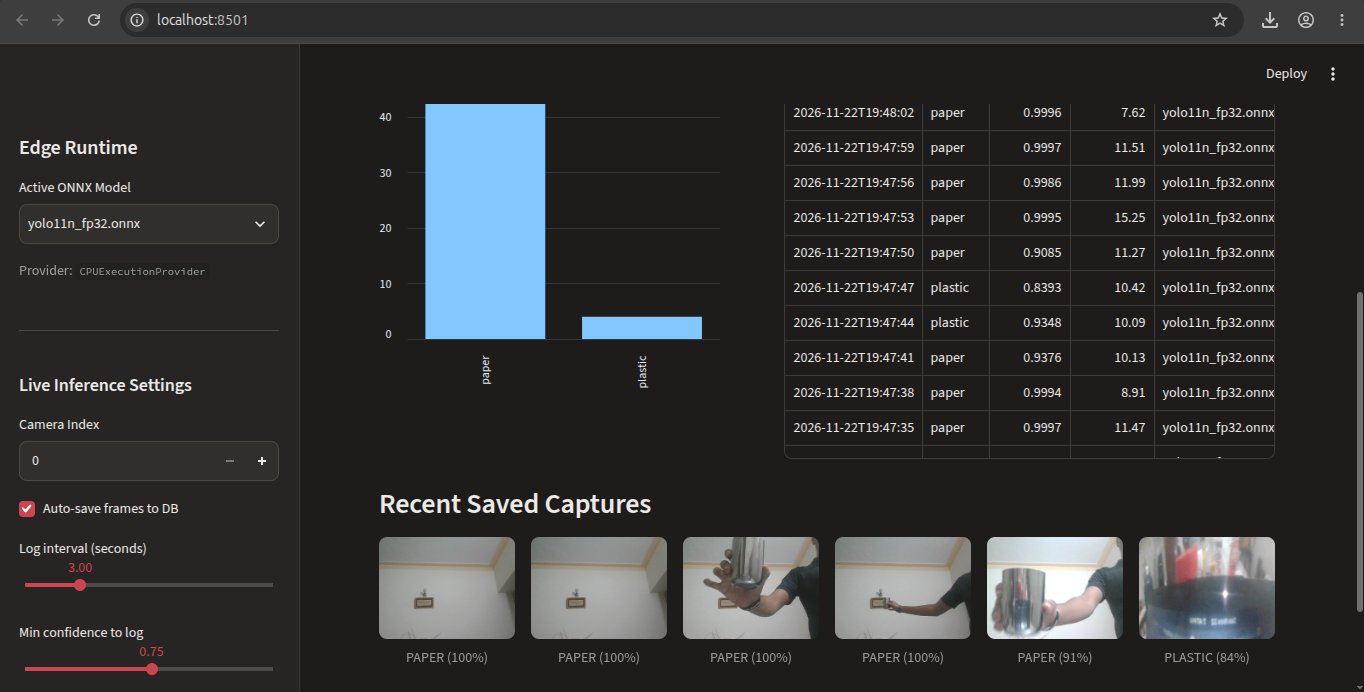 localhost:8501
Deploy
Edge Runtime
Active ONNX Model
yolo11n_fp32.onnx
Provider: CPUExecutionProvider
Live Inference Settings
Camera Index
0
Auto-save frames to DB
Log interval (seconds)
3.00
Min confidence to log
0.75
40
30
20
10
0
paper
plastic
2026-11-22T19:48:02 paper 0.9996 7.62 yolo11n_fp32.onnx
2026-11-22T19:47:59 paper 0.9997 11.51 yolo11n_fp32.onnx
2026-11-22T19:47:56 paper 0.9986 11.99 yolo11n_fp32.onnx
2026-11-22T19:47:53 paper 0.9995 15.25 yolo11n_fp32.onnx
2026-11-22T19:47:50 paper 0.9085 11.27 yolo11n_fp32.onnx
2026-11-22T19:47:47 plastic 0.8393 10.42 yolo11n_fp32.onnx
2026-11-22T19:47:44 plastic 0.9348 10.09 yolo11n_fp32.onnx
2026-11-22T19:47:41 paper 0.9376 10.13 yolo11n_fp32.onnx
2026-11-22T19:47:38 paper 0.9994 8.91 yolo11n_fp32.onnx
2026-11-22T19:47:35 paper 0.9997 11.47 yolo11n_fp32.onnx
Recent Saved Captures
PAPER (100%)
PAPER (100%)
PAPER (100%)
PAPER (100%)
PAPER (91%)
PLASTIC (84%)